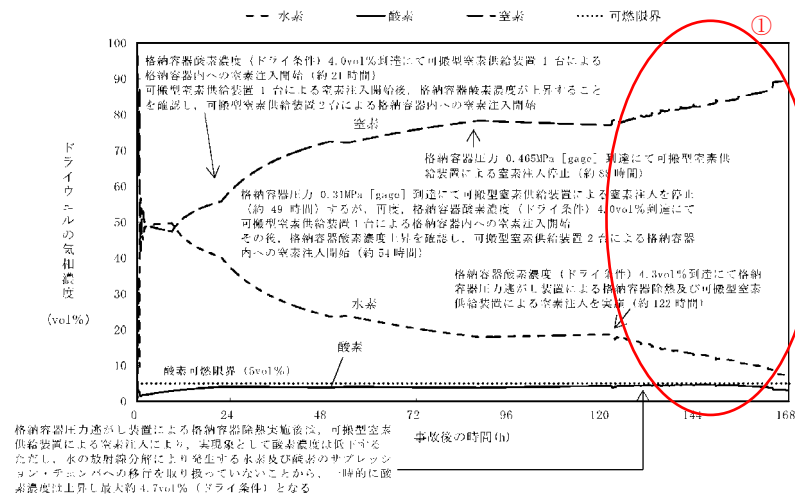 水素 酸素 窒素 可燃限界
①
格納容器酸素濃度（ドライ条件）4.0vol％到達にて可搬型窒素供給装置1台による
格納容器内への窒素注入開始（約21時間）
可搬型窒素供給装置1台による窒素注入開始後，格納容器酸素濃度が上昇すること
を確認し，可搬型窒素供給装置2台による格納容器内への窒素注入開始
窒素
格納容器圧力 0.465MPa［gage］到達にて可搬型窒素供
給装置による窒素注入停止（約88時間）
格納容器圧力 0.31MPa［gage］到達にて可搬型窒素供給装置による窒素注入を停止
（約49時間）するが，再度，格納容器酸素濃度（ドライ条件）4.0vol％到達にて
可搬型窒素供給装置1台による格納容器内への窒素注入開始
その後，格納容器酸素濃度上昇を確認し，可搬型窒素供給装置2台による格納容器
内への窒素注入開始（約54時間）
格納容器酸素濃度（ドライ条件）4.3vol％到達にて格納
容器圧力逃がし装置による格納容器除熱及び可搬型窒素
供給装置による窒素注入を実施（約122時間）
水素
酸素
酸素可燃限界（5vol％）
ドライウェルの気相濃度
(vol%)
100
90
80
70
60
50
40
30
20
10
0
0 24 48 72 96 120 144 168
事故後の時間(h)
格納容器圧力逃がし装置による格納容器除熱実施後は，可搬型窒素
供給装置による窒素注入により，実現象として酸素濃度は低下する
ただし，水の放射線分解により発生する水素及び酸素のサプレッシ
ョン・チェンバへの移行を取り扱っていないことから，一時的に酸
素濃度は上昇し最大約4.7vol％（ドライ条件）となる